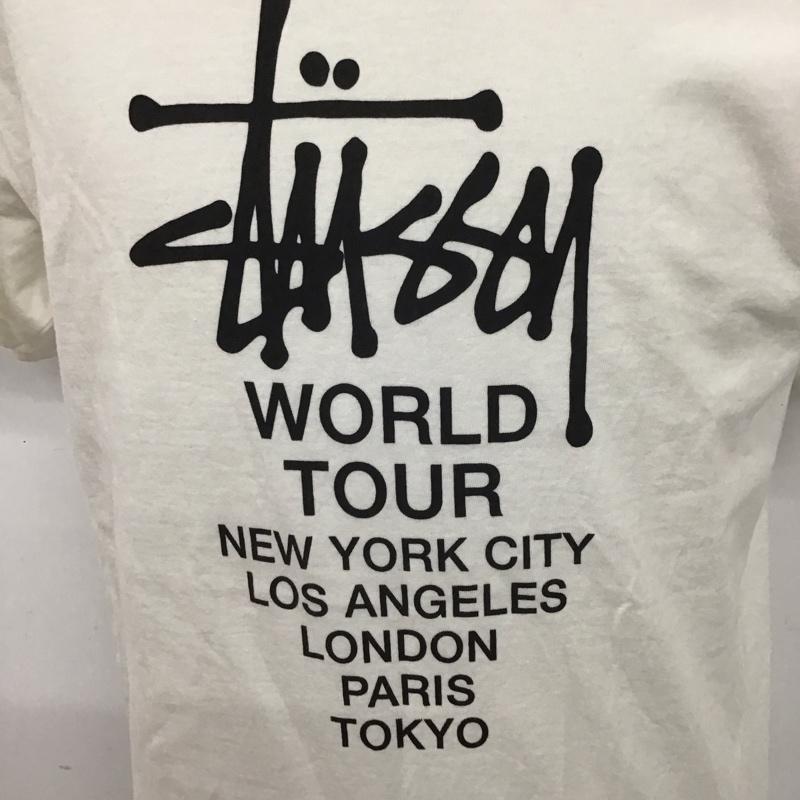 Stüssy
WORLD
TOUR
NEW YORK CITY
LOS ANGELES
LONDON
PARIS
TOKYO